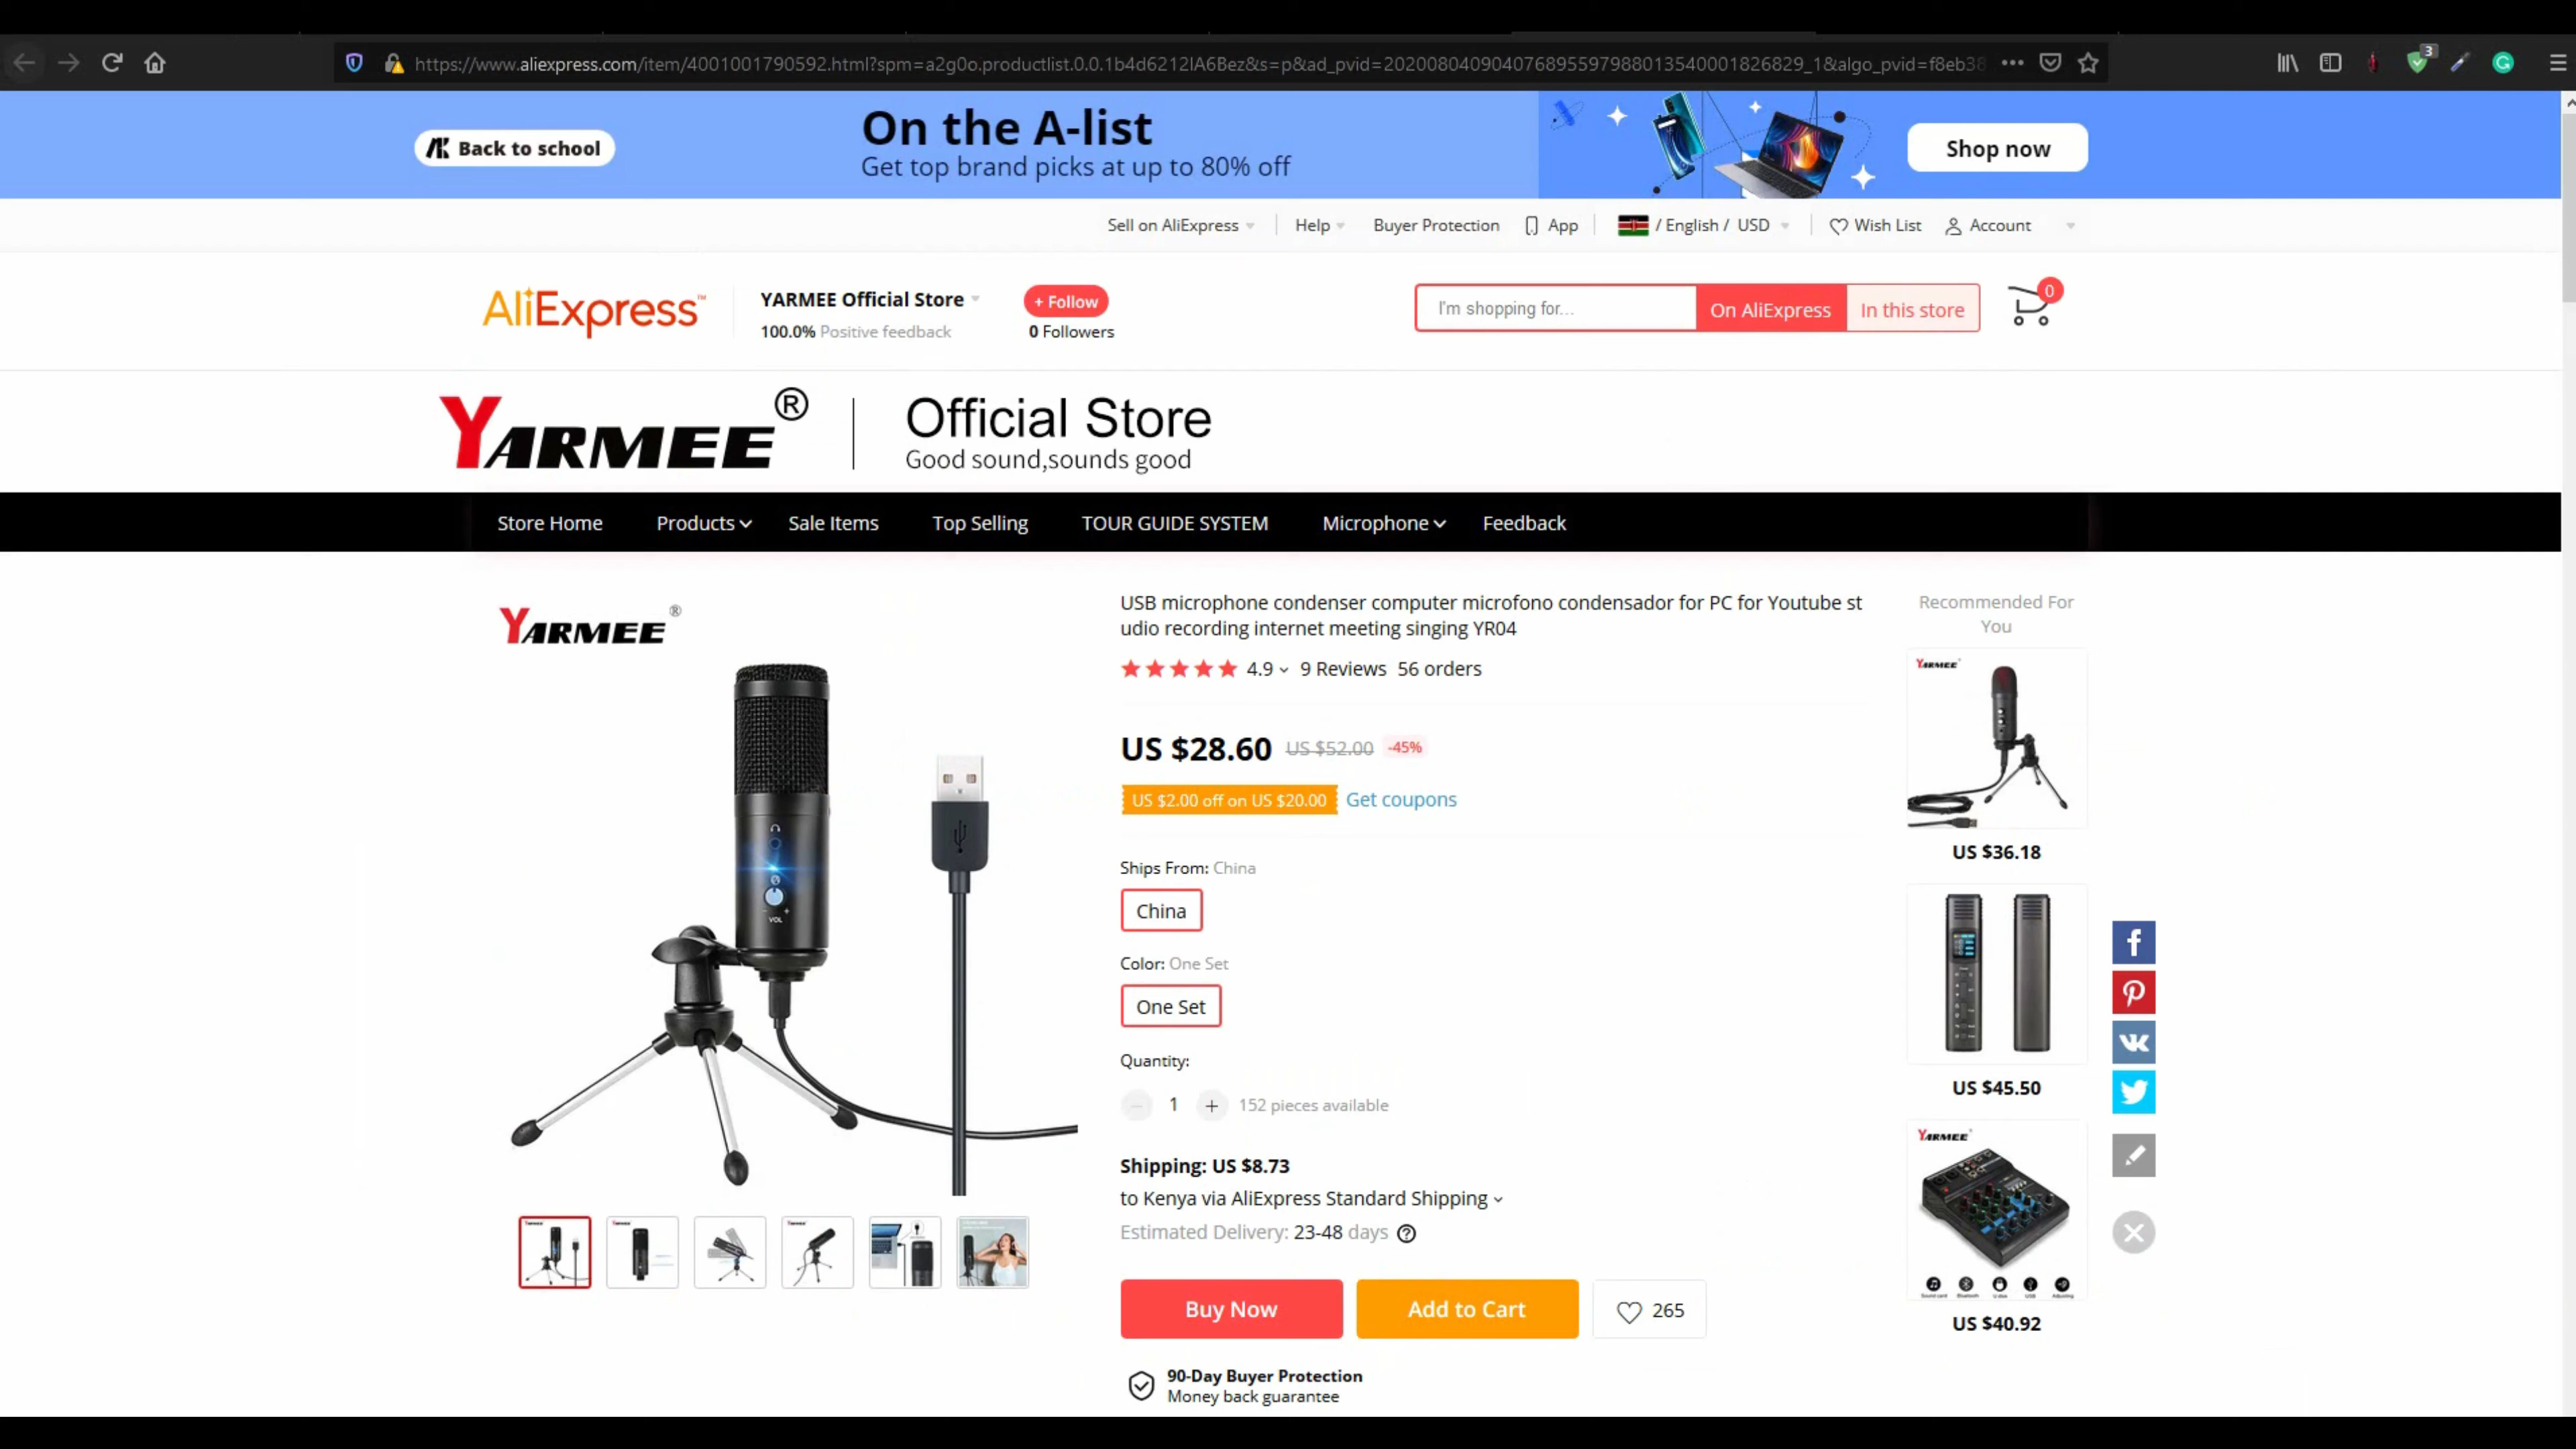 https://www.aliexpress.com/item/4001001790592.html?spm=a2g0o.productlist.0.0.1b4d6212lA6Bez&s=p&ad_pvid=202008040904076895597988013540001826829_1&algo_pvid=f8eb38
3
Back to school
On the A-list
Get top brand picks at up to 80% off
Shop now
Sell on AliExpress
Help
Buyer Protection
App
/ English / USD
Wish List
Account
AliExpress™
YARMEE Official Store
100.0% Positive feedback
+ Follow
0 Followers
I'm shopping for...
On AliExpress
In this store
0
YARMEE®
Official Store
Good sound,sounds good
Store Home
Products
Sale Items
Top Selling
TOUR GUIDE SYSTEM
Microphone
Feedback
YARMEE®
VOL
USB microphone condenser computer microfono condensador for PC for Youtube st
udio recording internet meeting singing YR04
4.9
9 Reviews
56 orders
US $28.60
US $52.00
-45%
US $2.00 off on US $20.00
Get coupons
Ships From: China
China
Color: One Set
One Set
Quantity:
1
152 pieces available
Shipping: US $8.73
to Kenya via AliExpress Standard Shipping
Estimated Delivery: 23-48 days
Buy Now
Add to Cart
265
90-Day Buyer Protection
Money back guarantee
Recommended For
You
YARMEE
US $36.18
US $45.50
YARMEE
US $40.92